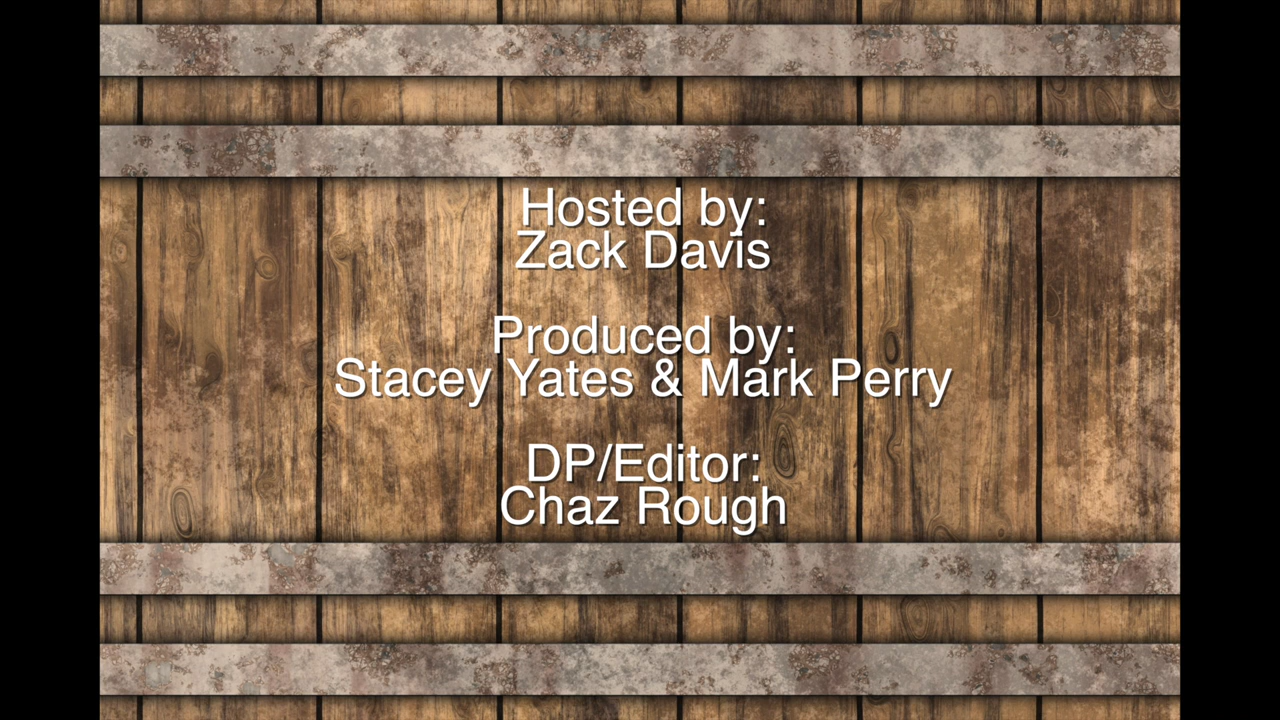 Hosted by:
Zack Davis
Produced by:
Stacey Yates & Mark Perry
DP/Editor:
Chaz Rough